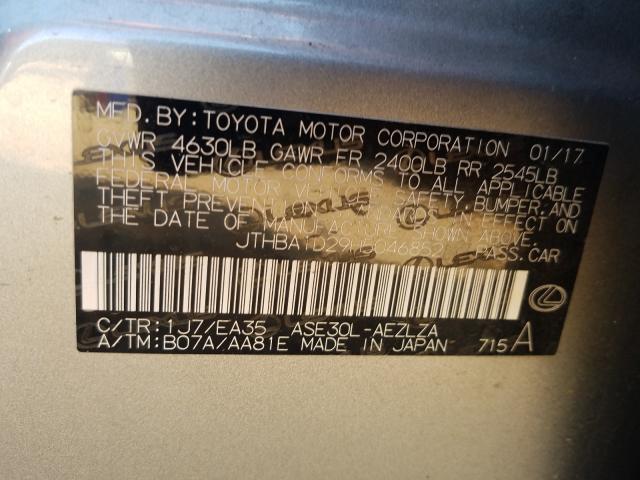 MFD. BY: TOYOTA MOTOR CORPORATION 01/17
GVWR 4630LB GAWR FR 2400LB RR 2545LB
THIS VEHICLE CONFORMS TO ALL APPLICABLE
FEDERAL MOTOR VEHICLE SAFETY, BUMPER, AND
THEFT PREVENTION STANDARDS IN EFFECT ON
THE DATE OF MANUFACTURE SHOWN ABOVE.
PASS. CAR
C/TR: 1J7/EA35 ASE30L-AEZLZA
A/TM: B07A/AA81E MADE IN JAPAN 715 A